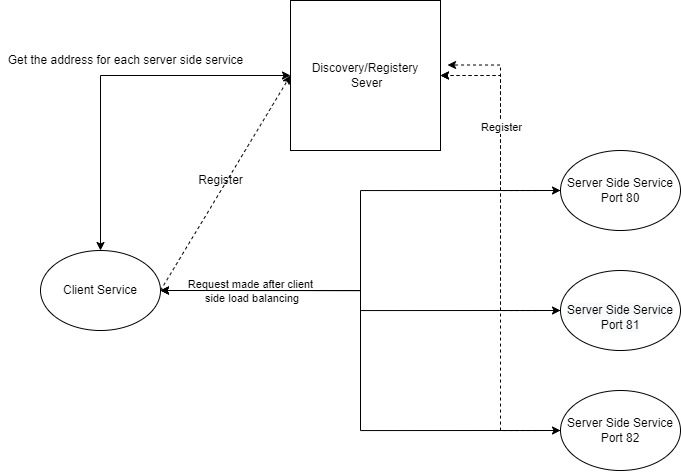 Get the address for each server side service
Discovery/Registery
Sever
Register
Register
Server Side Service
Port 80
Client Service
Request made after client
side load balancing
Server Side Service
Port 81
Server Side Service
Port 82